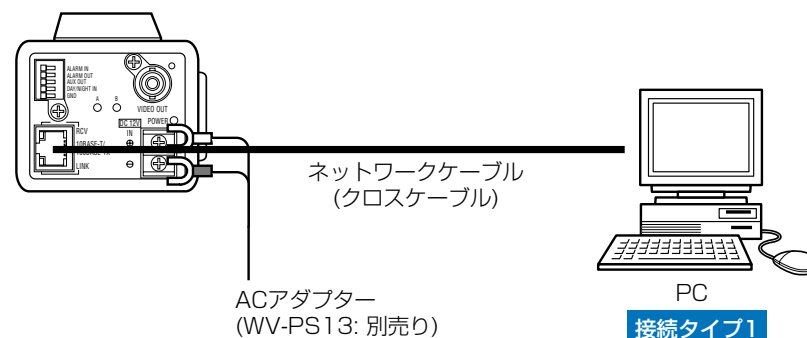 ALARM IN
ALARM OUT
AUX OUT
DAY/NIGHT IN
GND
A
B
VIDEO OUT
DC 12V
IN
POWER
RCV
10BASE-T/
LINK
ネットワークケーブル
(クロスケーブル)
ACアダプター
(WV-PS13: 別売り)
PC
接続タイプ1